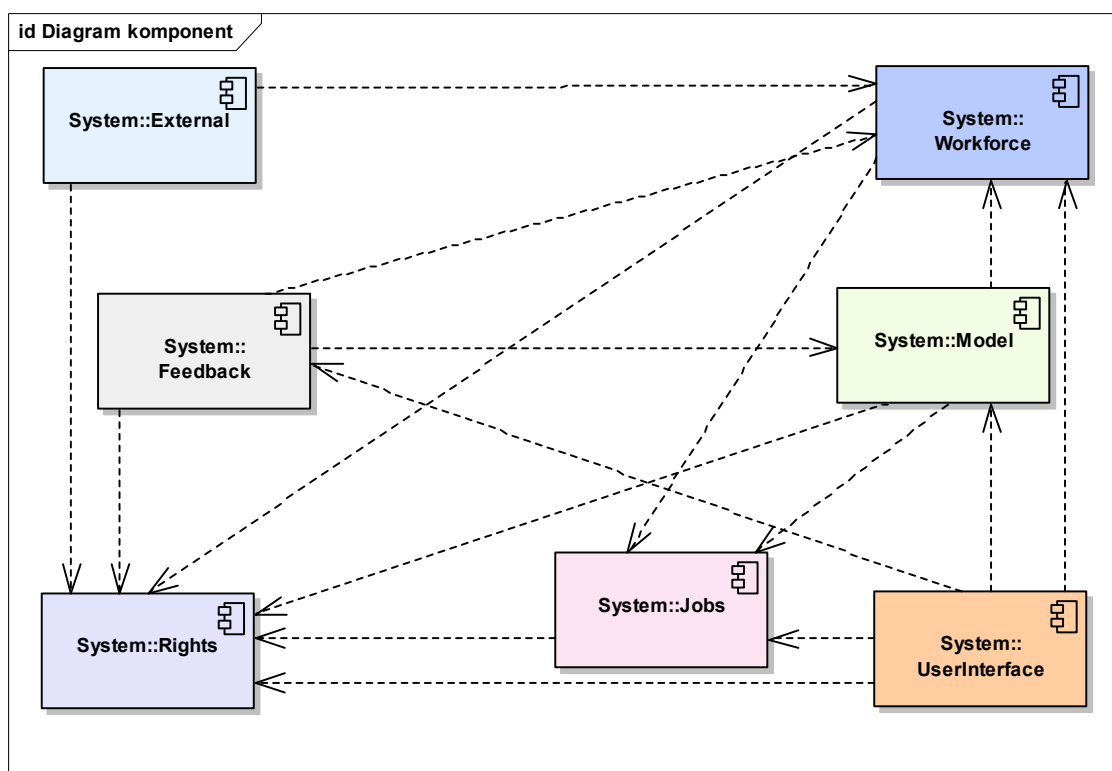 id Diagram komponent
System::External
System::
Workforce
System::
Feedback
System::Model
System::Rights
System::Jobs
System::
UserInterface